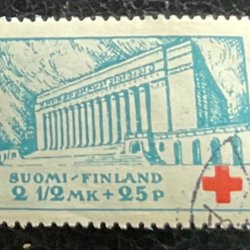 SUOMI-FINLAND
2 1/2 MK + 25 P